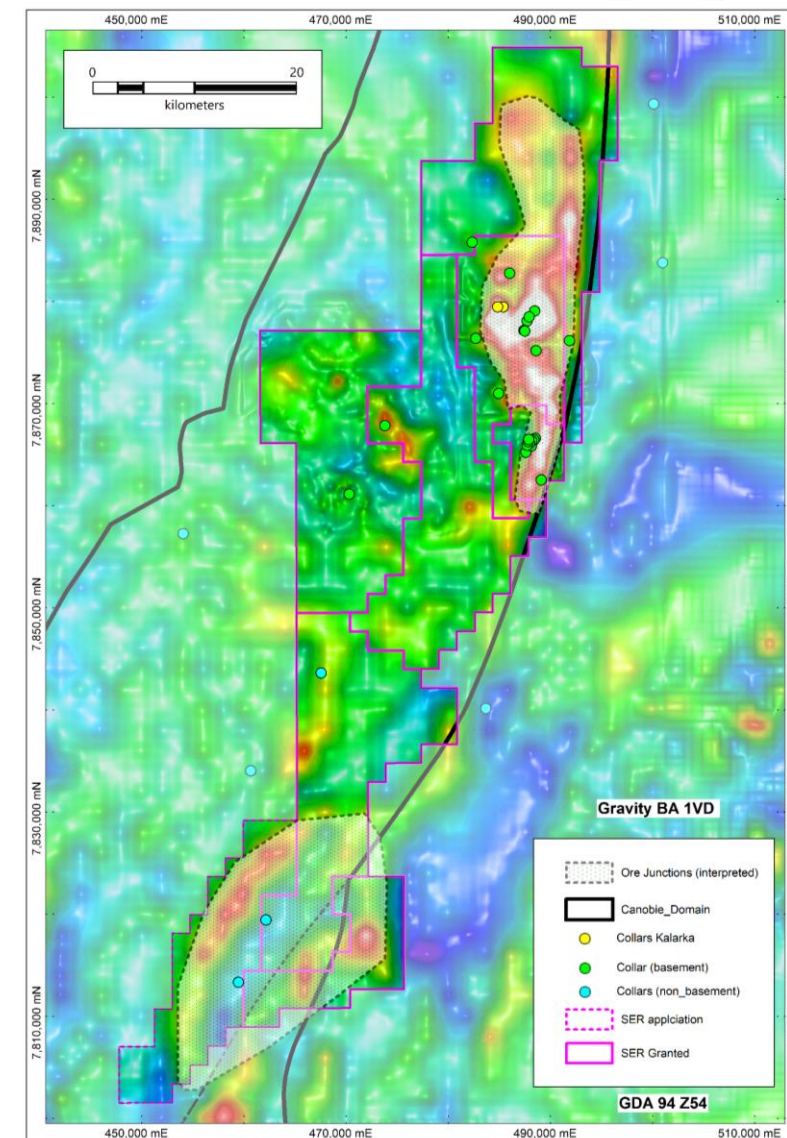 450,000 mE 470,000 mE 490,000 mE 510,000 mE
0 20
kilometers
7,890,000 mN
7,870,000 mN
7,850,000 mN
7,830,000 mN
7,810,000 mN
Gravity BA 1VD
Ore Junctions (interpreted)
Canobie_Domain
Collars Kalarka
Collar (basement)
Collars (non_basement)
SER applciation
SER Granted
GDA 94 Z54
450,000 mE 470,000 mE 490,000 mE 510,000 mE